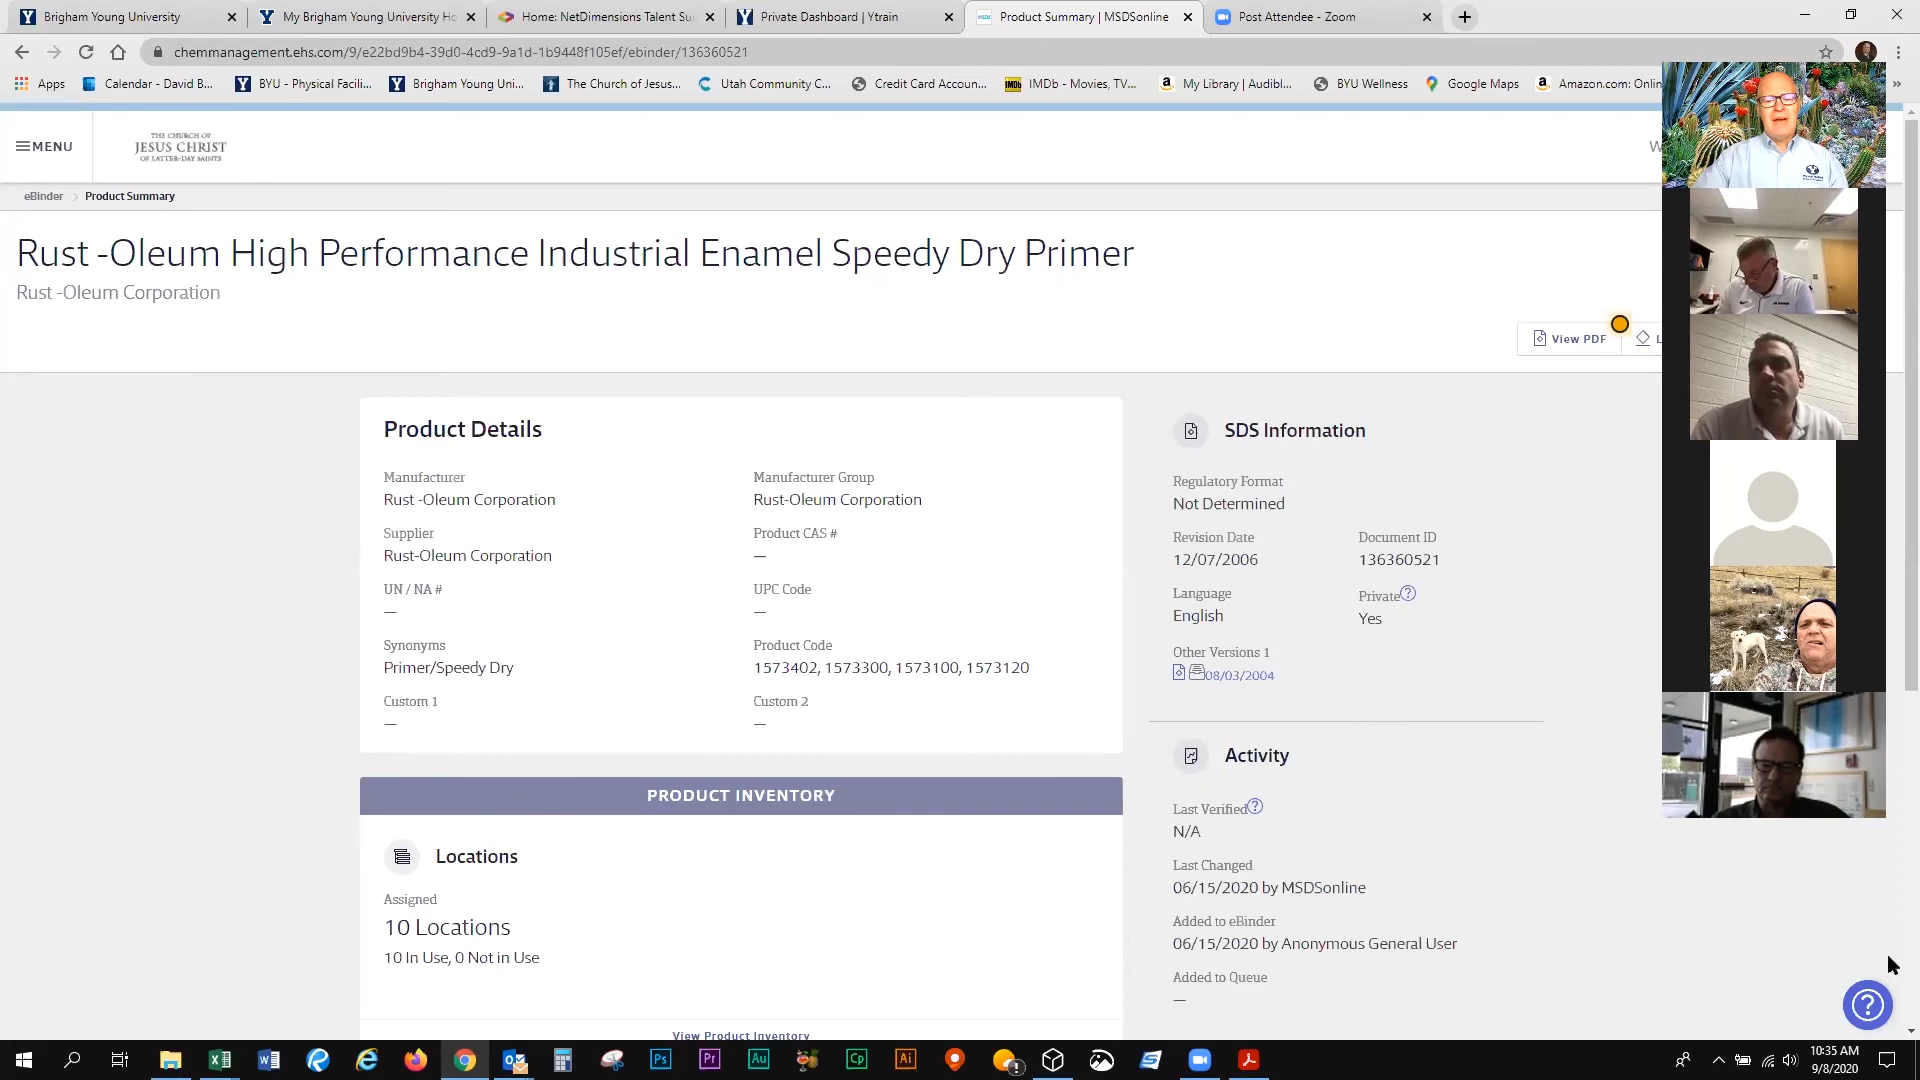 Brigham Young University
My Brigham Young University Ho
Home: NetDimensions Talent Sui
Private Dashboard | Ytrain
Product Summary | MSDSonline
Post Attendee - Zoom
chemmanagement.ehs.com/9/e22bd9b4-39d0-4cd9-9a1d-1b9448f105ef/ebinder/136360521
Apps
Calendar - David B...
BYU - Physical Facili...
Brigham Young Uni...
The Church of Jesus...
Utah Community C...
Credit Card Accoun...
IMDb - Movies, TV...
My Library | Audibl...
BYU Wellness
Google Maps
Amazon.com: Onlin
MENU
THE CHURCH OF
JESUS CHRIST
OF LATTER-DAY SAINTS
W
eBinder
Product Summary
Rust -Oleum High Performance Industrial Enamel Speedy Dry Primer
Rust -Oleum Corporation
View PDF
L
Product Details
Manufacturer
Rust -Oleum Corporation
Manufacturer Group
Rust-Oleum Corporation
Supplier
Rust-Oleum Corporation
Product CAS #
—
UN / NA #
—
UPC Code
—
Synonyms
Primer/Speedy Dry
Product Code
1573402, 1573300, 1573100, 1573120
Custom 1
—
Custom 2
—
PRODUCT INVENTORY
Locations
Assigned
10 Locations
10 In Use, 0 Not in Use
View Product Inventory
SDS Information
Regulatory Format
Not Determined
Revision Date
12/07/2006
Document ID
136360521
Language
English
Private
Yes
Other Versions 1
08/03/2004
Activity
Last Verified
N/A
Last Changed
06/15/2020 by MSDSonline
Added to eBinder
06/15/2020 by Anonymous General User
Added to Queue
—
10:35 AM
9/8/2020